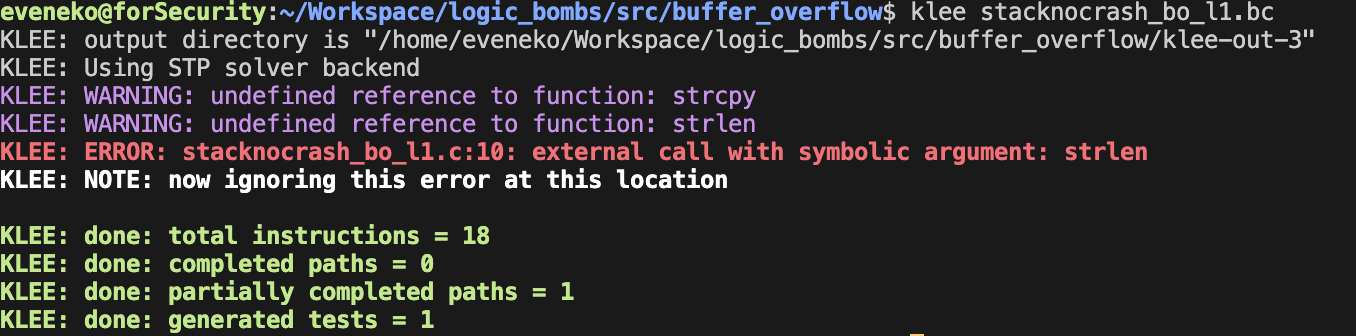 eveneko@forSecurity:~/Workspace/logic_bombs/src/buffer_overflow$ klee stacknocrash_bo_l1.bc
KLEE: output directory is "/home/eveneko/Workspace/logic_bombs/src/buffer_overflow/klee-out-3"
KLEE: Using STP solver backend
KLEE: WARNING: undefined reference to function: strcpy
KLEE: WARNING: undefined reference to function: strlen
KLEE: ERROR: stacknocrash_bo_l1.c:10: external call with symbolic argument: strlen
KLEE: NOTE: now ignoring this error at this location
KLEE: done: total instructions = 18
KLEE: done: completed paths = 0
KLEE: done: partially completed paths = 1
KLEE: done: generated tests = 1